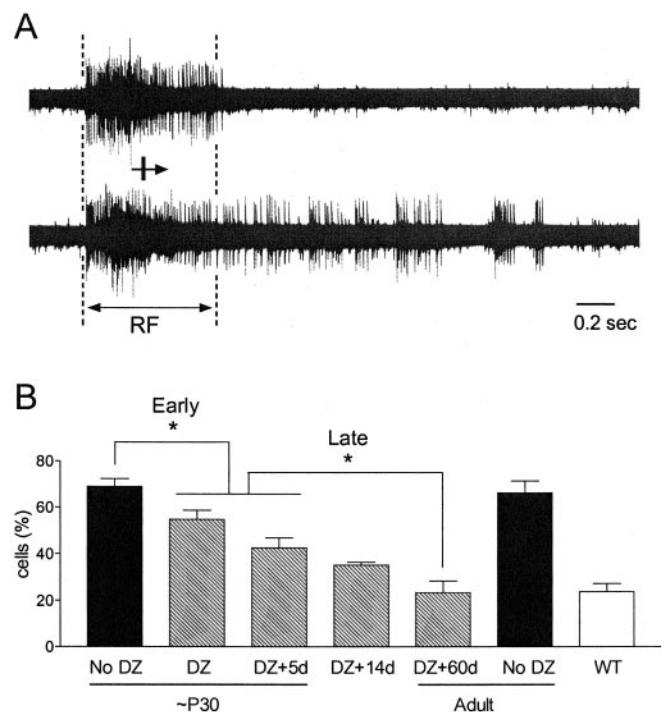 A
RF
0.2 sec
B
Early
*
Late
*
80
60
40
20
0
cells (%)
No DZ DZ DZ+5d DZ+14d DZ+60d No DZ WT
~P30 Adult